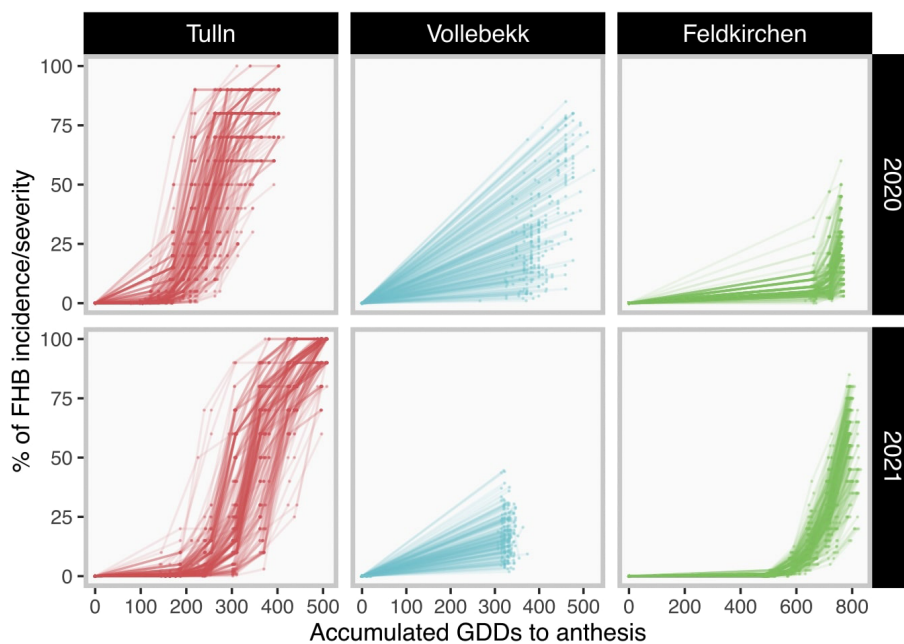 Tulln
Vollebekk
Feldkirchen
100
75
50
25
0
2020
100
75
50
25
0
2021
% of FHB incidence/severity
0 100 200 300 400 500
0 100 200 300 400 500
0 200 400 600 800
Accumulated GDDs to anthesis